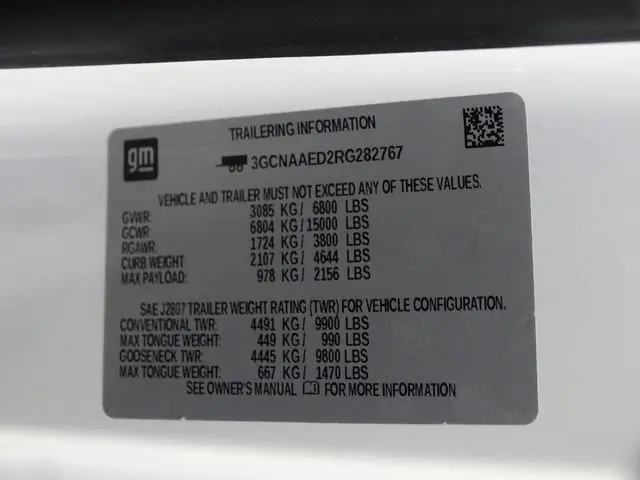 gm
TRAILERING INFORMATION
3GCNAAED2RG282767
VEHICLE AND TRAILER MUST NOT EXCEED ANY OF THESE VALUES.
GVWR: 3085 KG / 6800 LBS
GCWR: 6804 KG / 15000 LBS
RGAWR: 1724 KG / 3800 LBS
CURB WEIGHT 2107 KG / 4644 LBS
MAX PAYLOAD: 978 KG / 2156 LBS
SAE J2807 TRAILER WEIGHT RATING (TWR) FOR VEHICLE CONFIGURATION.
CONVENTIONAL TWR: 4491 KG / 9900 LBS
MAX TONGUE WEIGHT: 449 KG / 990 LBS
GOOSENECK TWR: 4445 KG / 9800 LBS
MAX TONGUE WEIGHT: 667 KG / 1470 LBS
SEE OWNER'S MANUAL FOR MORE INFORMATION